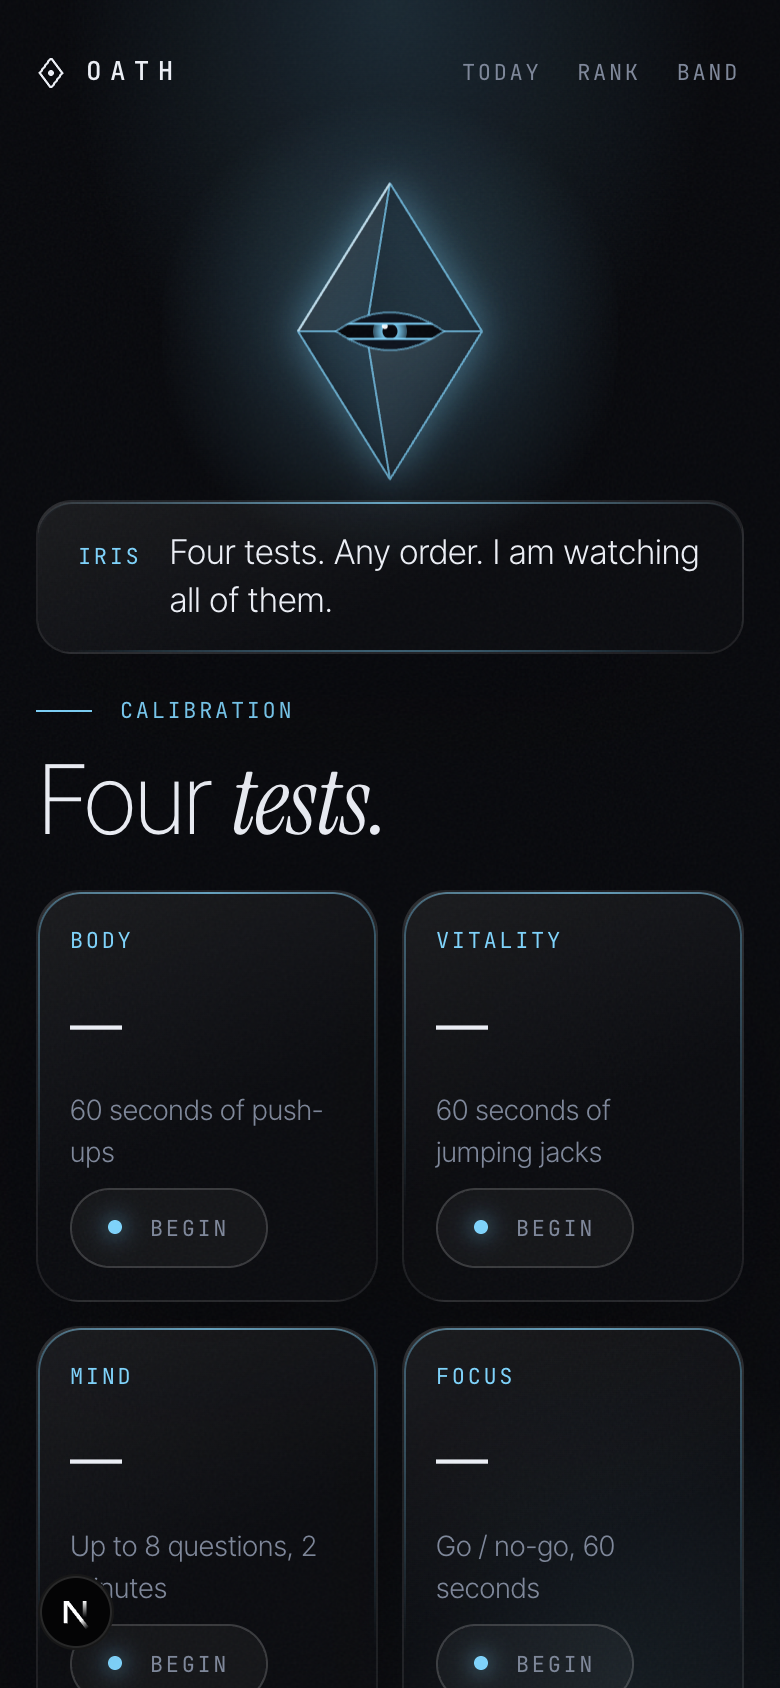 OATH
TODAY RANK BAND
IRIS Four tests. Any order. I am watching
all of them.
CALIBRATION
Four tests.
BODY
—
60 seconds of push-
ups
BEGIN
VITALITY
—
60 seconds of
jumping jacks
BEGIN
MIND
—
Up to 8 questions, 2
BEGIN
FOCUS
—
Go / no-go, 60
seconds
BEGIN
N